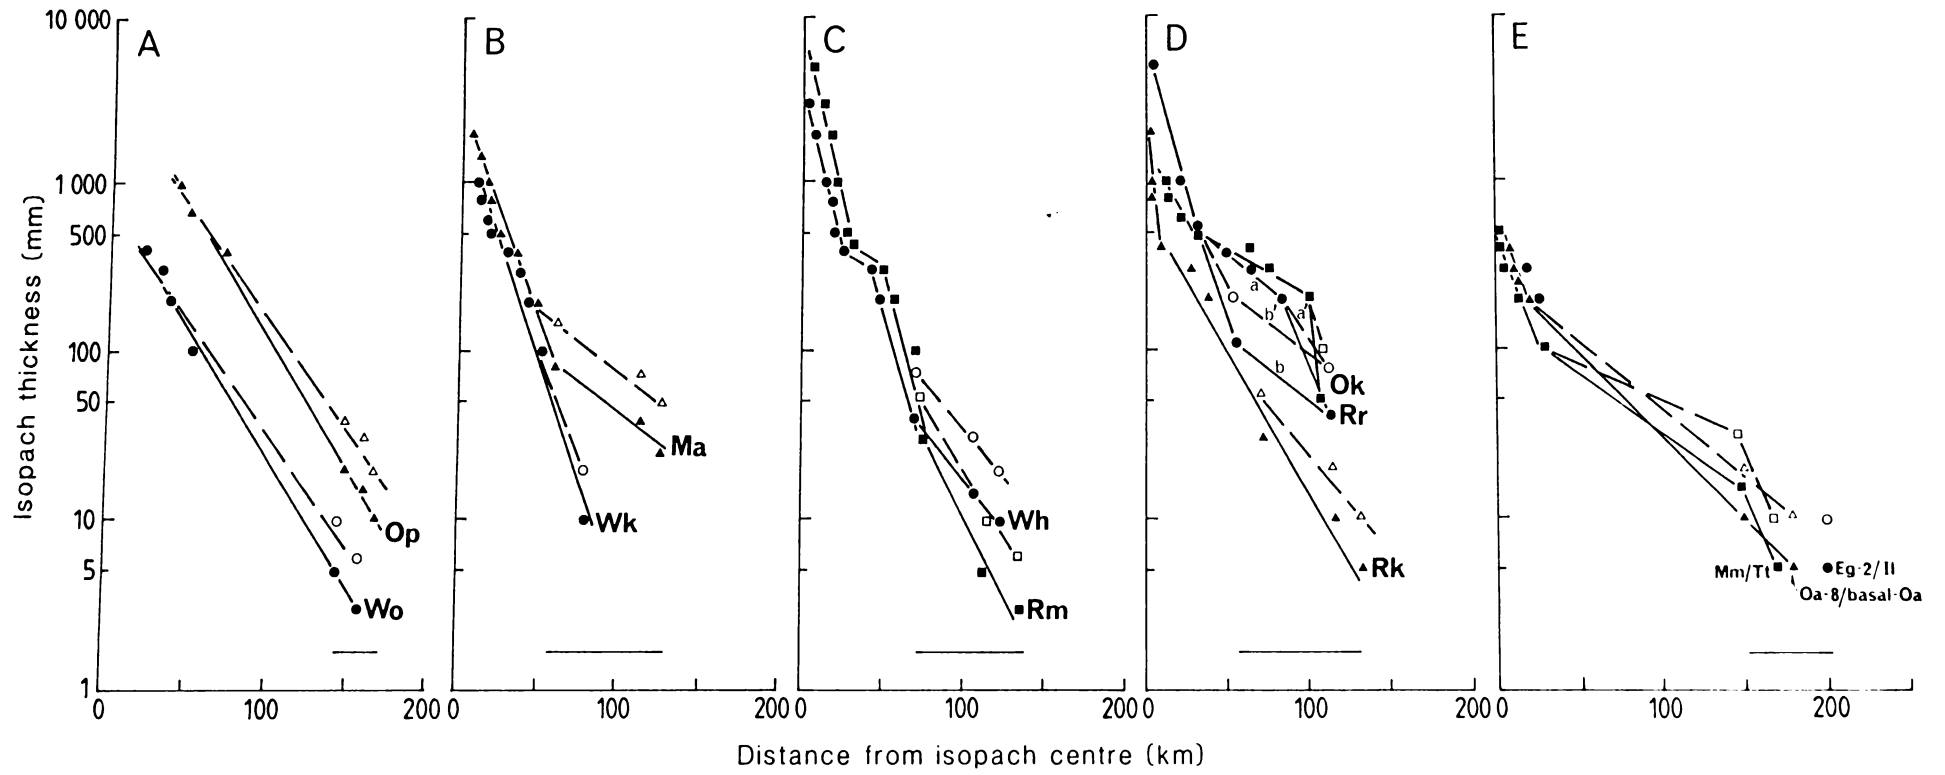 10 000
1 000
500
100
50
10
5
1
Isopach thickness (mm)
A
Op
Wo
0 100 200
B
Ma
Wk
0 100 200
C
Wh
Rm
0 100 200
D
a
b'
a'
b
Ok
Rr
Rk
0 100 200
E
Mm/Tt
Eg-2/11
Oa-8/basal-Oa
0 100 200
Distance from isopach centre (km)